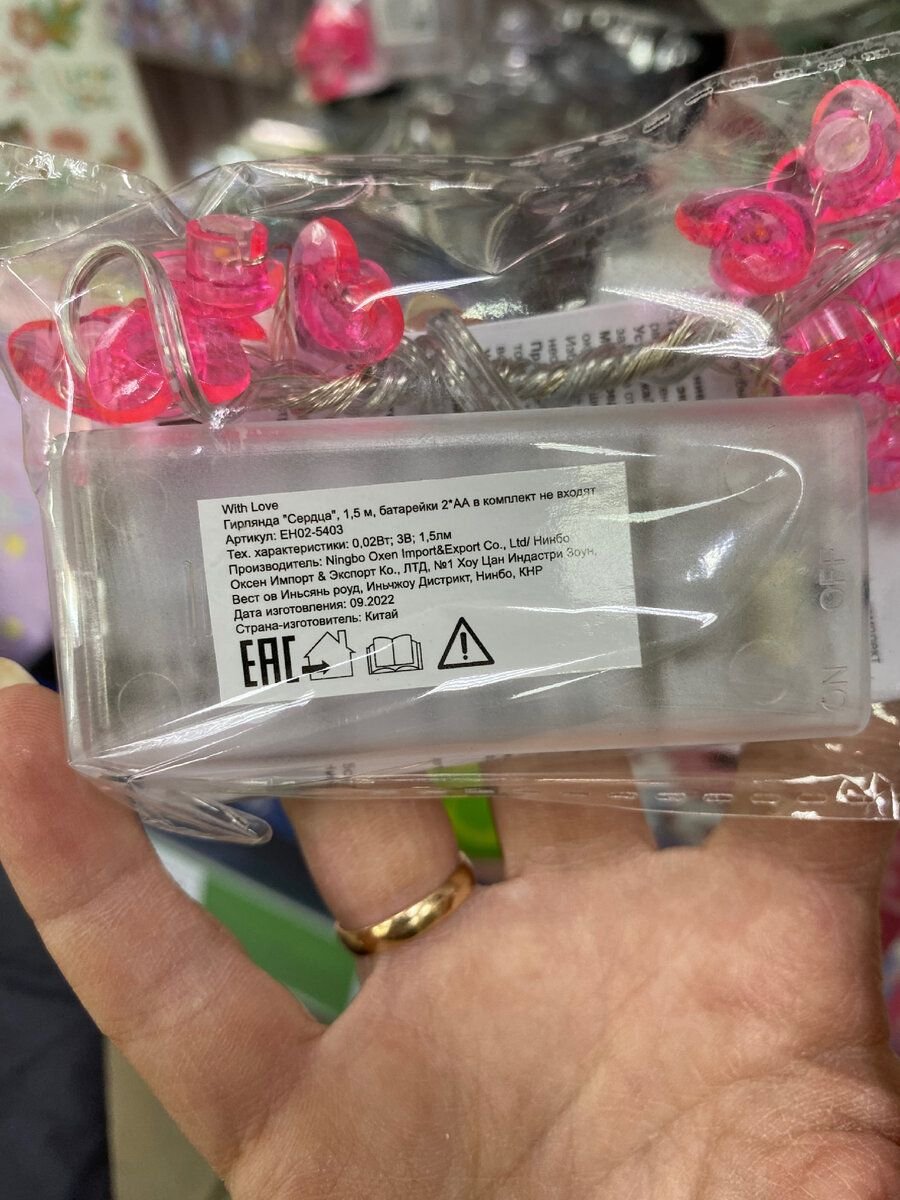 With Love
Гирлянда "Сердца", 1,5 м, батарейки 2*АА в комплект не входят
Артикул: EH02-5403
Тех. характеристики: 0,02Вт; 3В; 1,5лм
Производитель: Ningbo Oxen Import&Export Co., Ltd/ Нинбо
Оксен Импорт & Экспорт Ко., ЛТД, №1 Хоу Цан Индастри Зоун,
Вест ов Иньсянь роуд, Иньчжоу Дистрикт, Нинбо, КНР
Дата изготовления: 09.2022
Страна-изготовитель: Китай
EAC
ON OFF